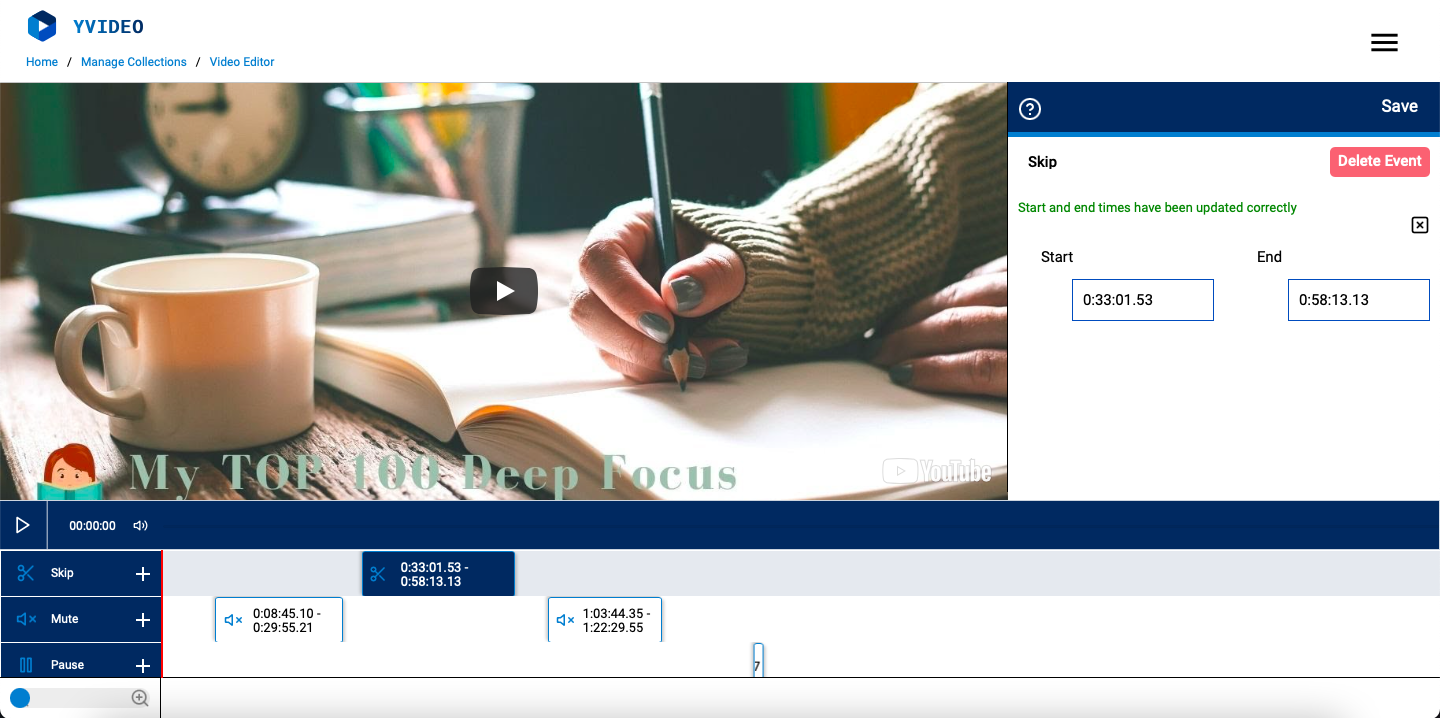 YVIDEO
Home / Manage Collections / Video Editor
Save
Skip
Delete Event
Start and end times have been updated correctly
Start
End
0:33:01.53
0:58:13.13
My TOP 100 Deep Focus
YouTube
00:00:00
Skip
0:33:01.53 -
0:58:13.13
Mute
0:08:45.10 -
0:29:55.21
1:03:44.35 -
1:22:29.55
Pause
7